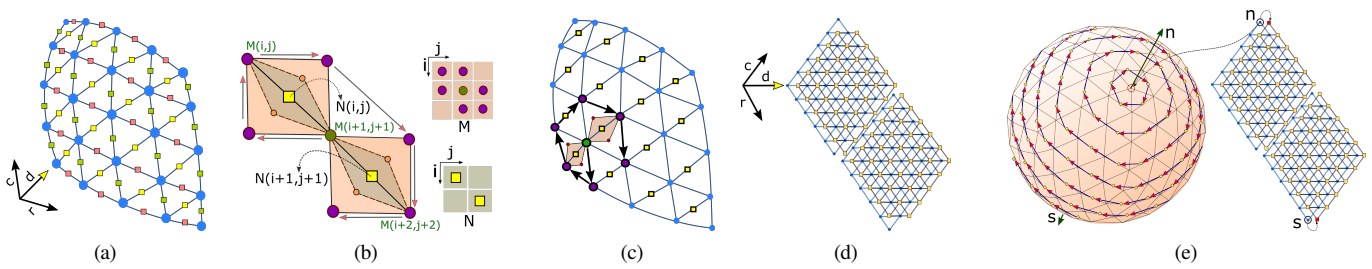 c
d
r
(a)
M(i,j)
N(i,j)
M(i+1,j+1)
N(i+1,j+1)
M(i+2,j+2)
j
i
M
j
i
N
(b)
(c)
c
d
r
(d)
n
s
n
s
(e)